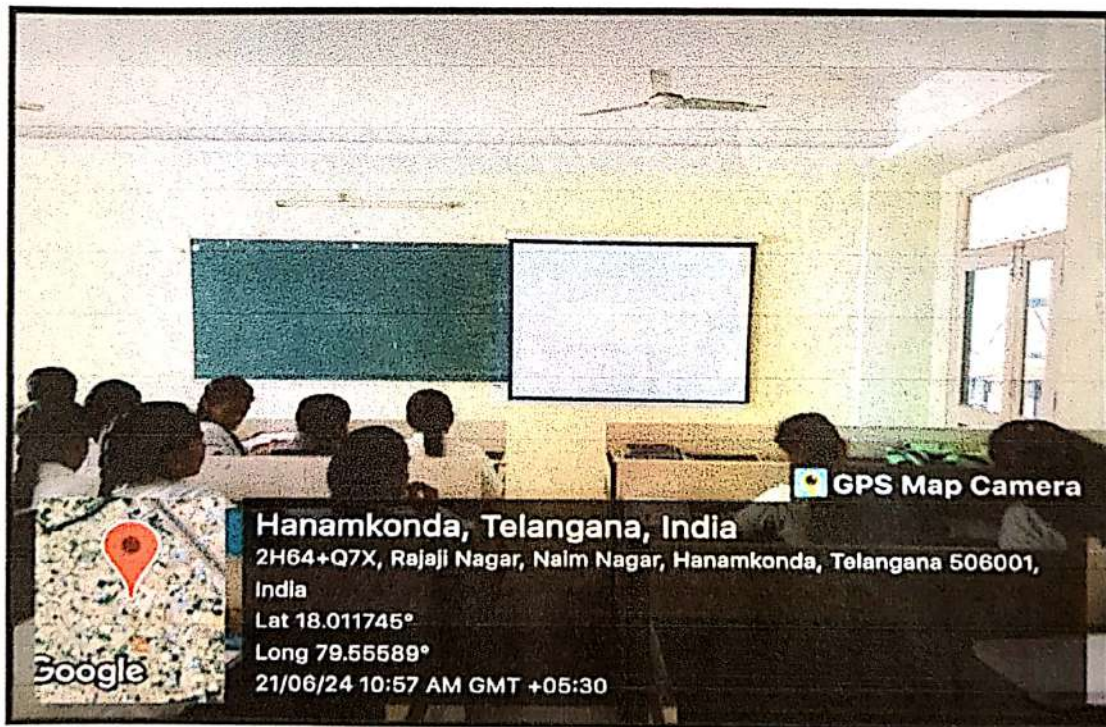 GPS Map Camera
Hanamkonda, Telangana, India
2H64+Q7X, Rajaji Nagar, Naim Nagar, Hanamkonda, Telangana 506001,
India
Lat 18.011745°
Long 79.55589°
21/06/24 10:57 AM GMT +05:30
Google